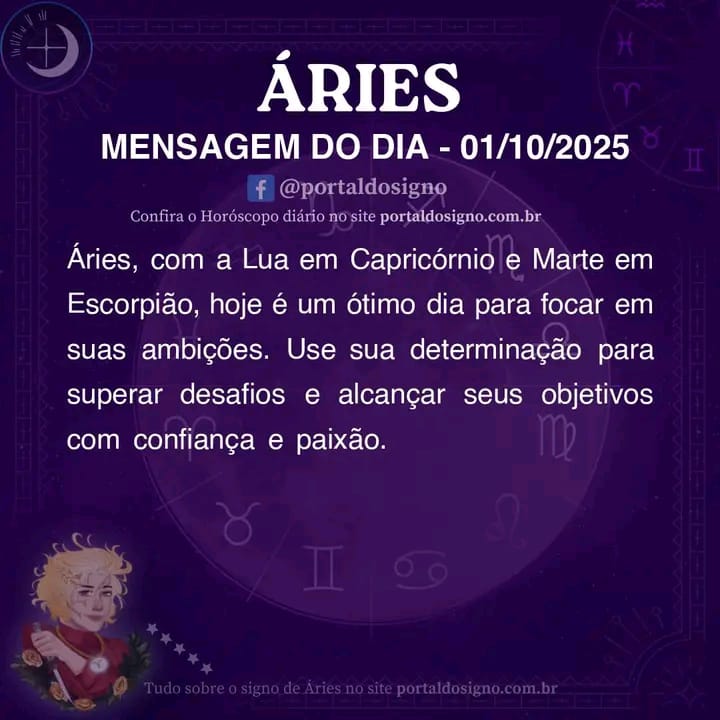 ÁRIES
MENSAGEM DO DIA - 01/10/2025
@portaldosigno
Confira o Horóscopo diário no site portaldosigno.com.br
Áries, com a Lua em Capricórnio e Marte em
Escorpião, hoje é um ótimo dia para focar em
suas ambições. Use sua determinação para
superar desafios e alcançar seus objetivos
com confiança e paixão.
Tudo sobre o signo de Áries no site portaldosigno.com.br